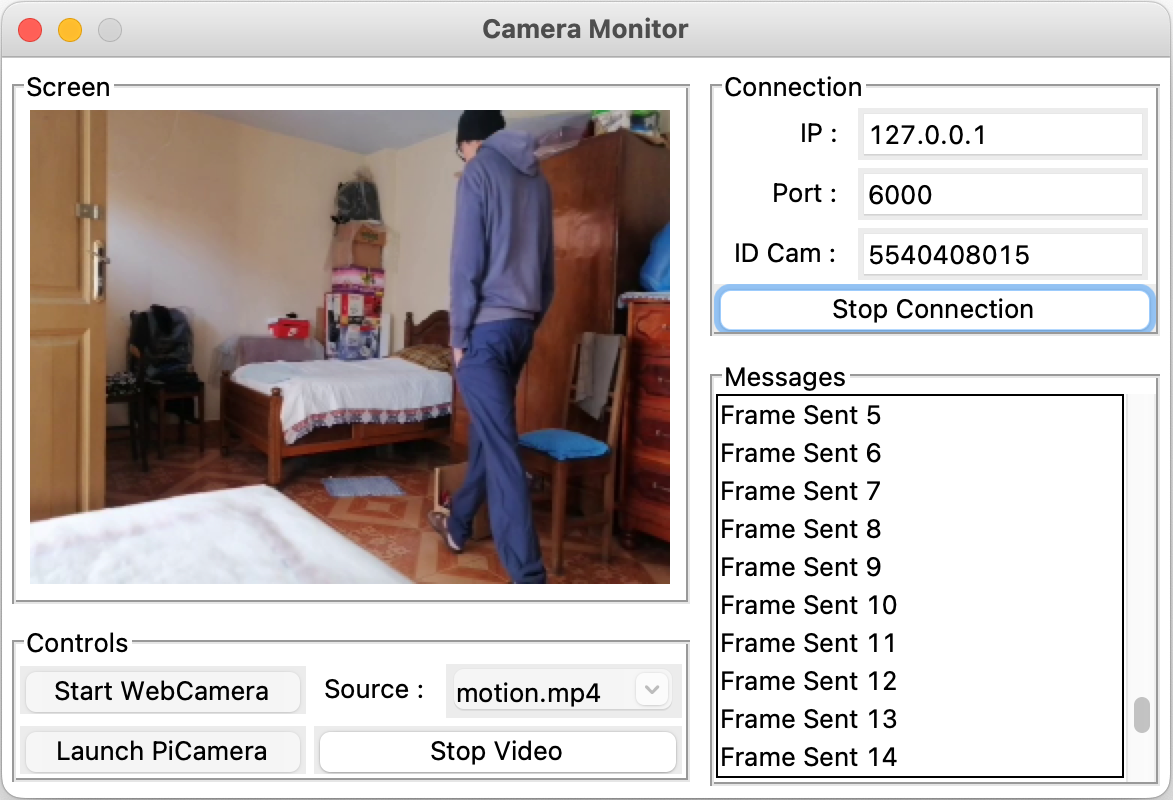 Camera Monitor
Screen
Connection
IP :
127.0.0.1
Port :
6000
ID Cam :
5540408015
Stop Connection
Messages
Frame Sent 5
Frame Sent 6
Frame Sent 7
Frame Sent 8
Frame Sent 9
Frame Sent 10
Frame Sent 11
Frame Sent 12
Frame Sent 13
Frame Sent 14
Controls
Start WebCamera
Source :
motion.mp4
Launch PiCamera
Stop Video